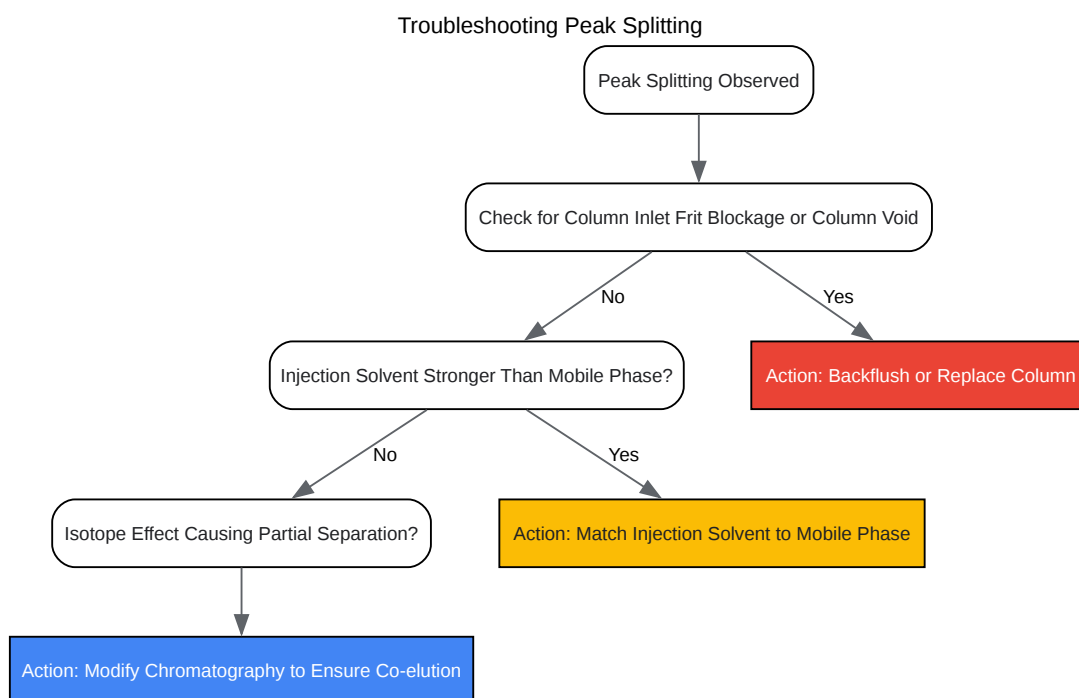 Troubleshooting Peak Splitting
Peak Splitting Observed
Check for Column Inlet Frit Blockage or Column Void
No
Yes
Injection Solvent Stronger Than Mobile Phase?
Action: Backflush or Replace Column
No
Yes
Isotope Effect Causing Partial Separation?
Action: Match Injection Solvent to Mobile Phase
Action: Modify Chromatography to Ensure Co-elution